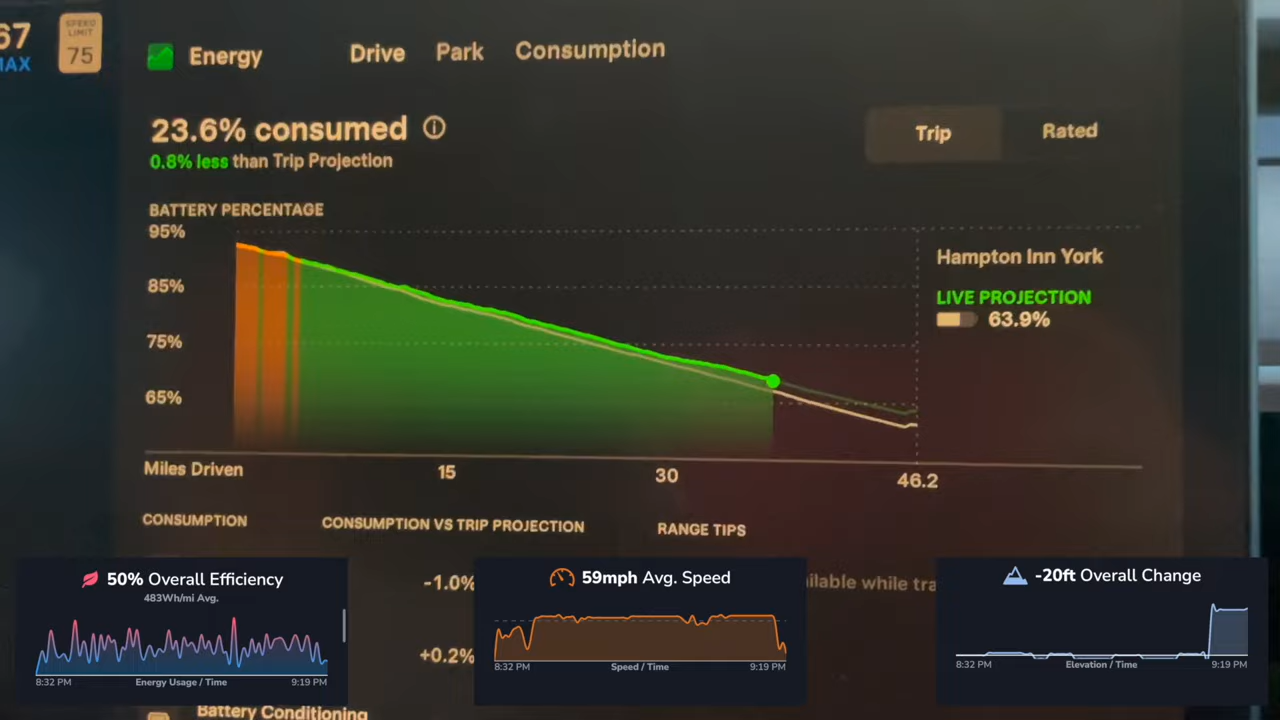 67
MAX
SPEED
LIMIT
75
Energy
Drive
Park
Consumption
23.6% consumed
0.8% less than Trip Projection
Trip
Rated
BATTERY PERCENTAGE
95%
85%
75%
65%
Hampton Inn York
LIVE PROJECTION
63.9%
Miles Driven
15
30
46.2
CONSUMPTION
CONSUMPTION VS TRIP PROJECTION
RANGE TIPS
-1.0%
ilable while tra
+0.2%
Battery Conditioning
50% Overall Efficiency
483Wh/mi Avg.
8:32 PM
Energy Usage / Time
9:19 PM
59mph Avg. Speed
8:32 PM
Speed / Time
9:19 PM
-20ft Overall Change
8:32 PM
Elevation / Time
9:19 PM